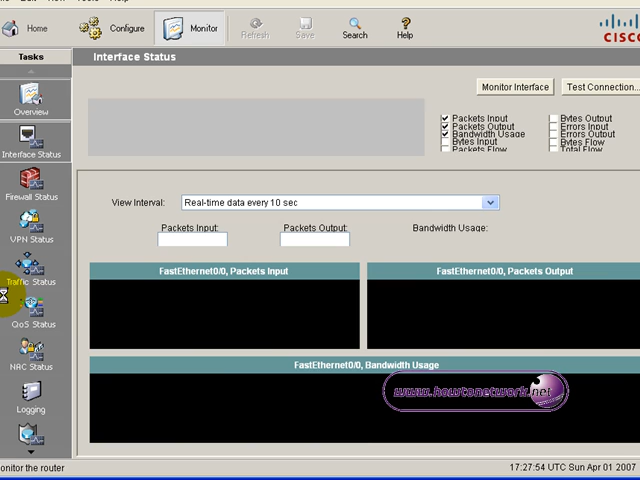 Home
Configure
Monitor
Refresh
Save
Search
Help
CISCO
Tasks
Interface Status
Overview
Interface Status
Firewall Status
VPN Status
Traffic Status
QoS Status
NAC Status
Logging
Monitor Interface
Test Connection...
Packets Input
Bytes Output
Packets Output
Errors Input
Bandwidth Usage
Errors Output
Bytes Input
Bytes Flow
Packets Flow
Total Flow
View Interval:
Real-time data every 10 sec
Packets Input:
Packets Output:
Bandwidth Usage:
FastEthernet0/0, Packets Input
FastEthernet0/0, Packets Output
FastEthernet0/0, Bandwidth Usage
www.howtonetwork.net
onitor the router
17:27:54 UTC Sun Apr 01 2007